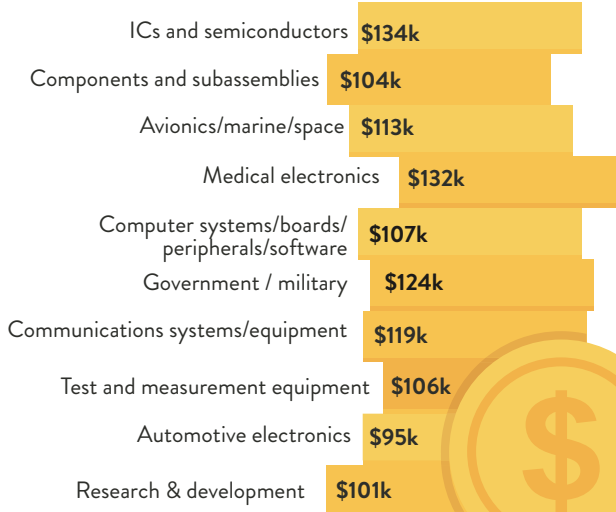 ICs and semiconductors $134k
Components and subassemblies $104k
Avionics/marine/space $113k
Medical electronics $132k
Computer systems/boards/
peripherals/software $107k
Government / military $124k
Communications systems/equipment $119k
Test and measurement equipment $106k
Automotive electronics $95k
Research & development $101k
$